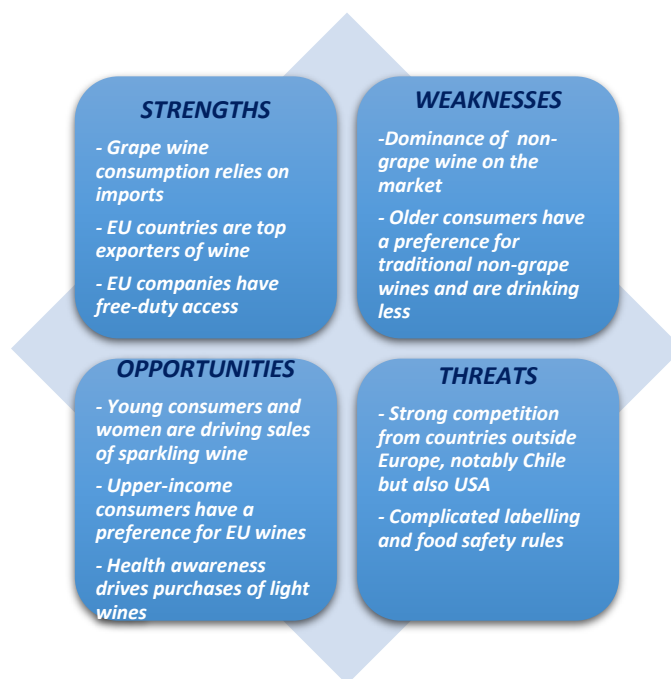 STRENGTHS
- Grape wine
consumption relies on
imports
- EU countries are top
exporters of wine
- EU companies have
free-duty access
WEAKNESSES
-Dominance of non-
grape wine on the
market
- Older consumers have
a preference for
traditional non-grape
wines and are drinking
less
OPPORTUNITIES
- Young consumers and
women are driving sales
of sparkling wine
- Upper-income
consumers have a
preference for EU wines
- Health awareness
drives purchases of light
wines
THREATS
- Strong competition
from countries outside
Europe, notably Chile
but also USA
- Complicated labelling
and food safety rules